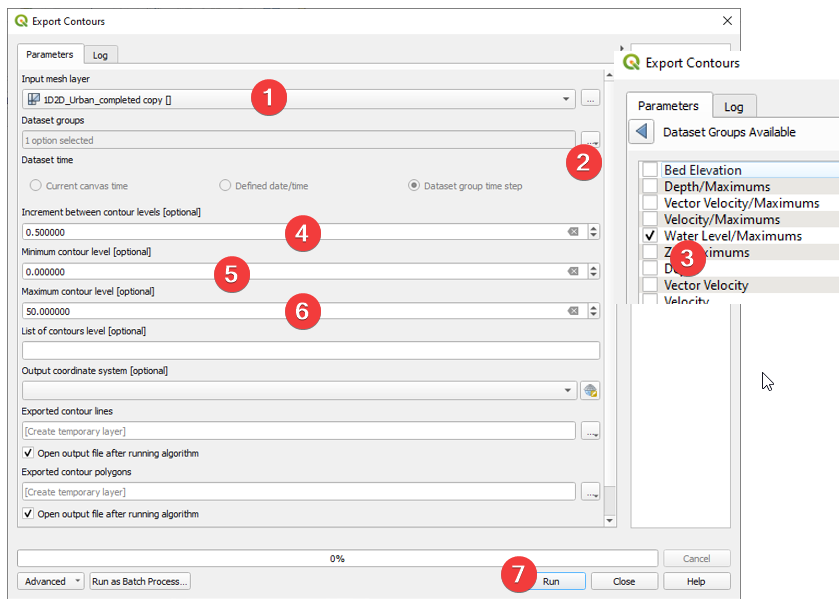 Export Contours
Parameters
Log
Input mesh layer
1D2D_Urban_completed copy []
1
...
Dataset groups
1 option selected
...
2
Dataset time
Current canvas time
Defined date/time
Dataset group time step
Increment between contour levels [optional]
0.500000
4
Minimum contour level [optional]
0.000000
5
Maximum contour level [optional]
50.000000
6
List of contours level [optional]
Output coordinate system [optional]
Exported contour lines
[Create temporary layer]
...
Open output file after running algorithm
Exported contour polygons
[Create temporary layer]
...
Open output file after running algorithm
0%
Cancel
Advanced
Run as Batch Process...
7
Run
Close
Help
Export Contours
Parameters
Log
Dataset Groups Available
Bed Elevation
Depth/Maximums
Vector Velocity/Maximums
Velocity/Maximums
Water Level/Maximums
3
Vector Velocity
Velocity